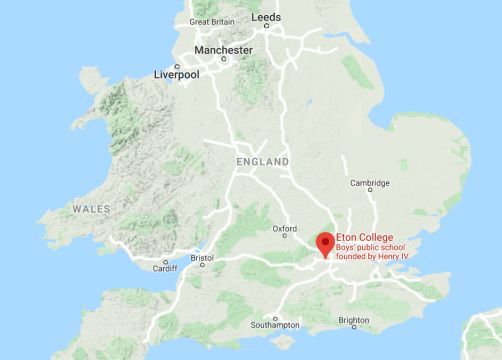 Leeds
Great Britain
Manchester
Liverpool
ENGLAND
Cambridge
WALES
Oxford
Eton College
Boys' public school
founded by Henry IV
Cardiff
Bristol
Southampton
Brighton